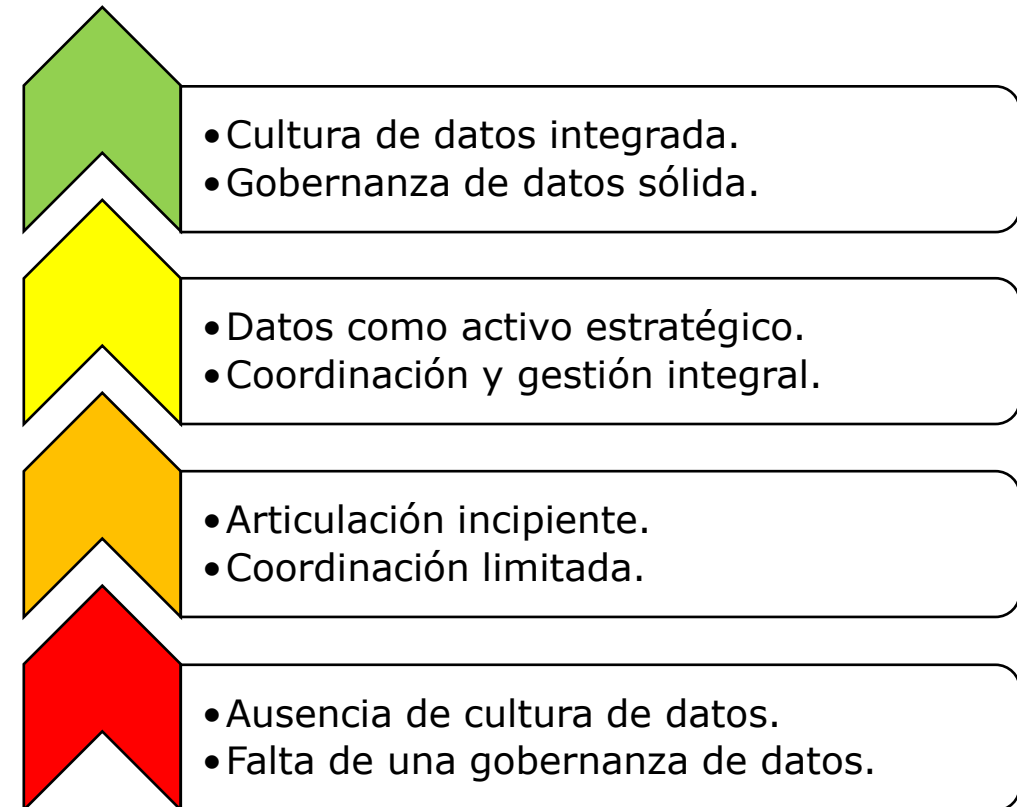 •Cultura de datos integrada.
•Gobernanza de datos sólida.
•Datos como activo estratégico.
•Coordinación y gestión integral.
•Articulación incipiente.
•Coordinación limitada.
•Ausencia de cultura de datos.
•Falta de una gobernanza de datos.